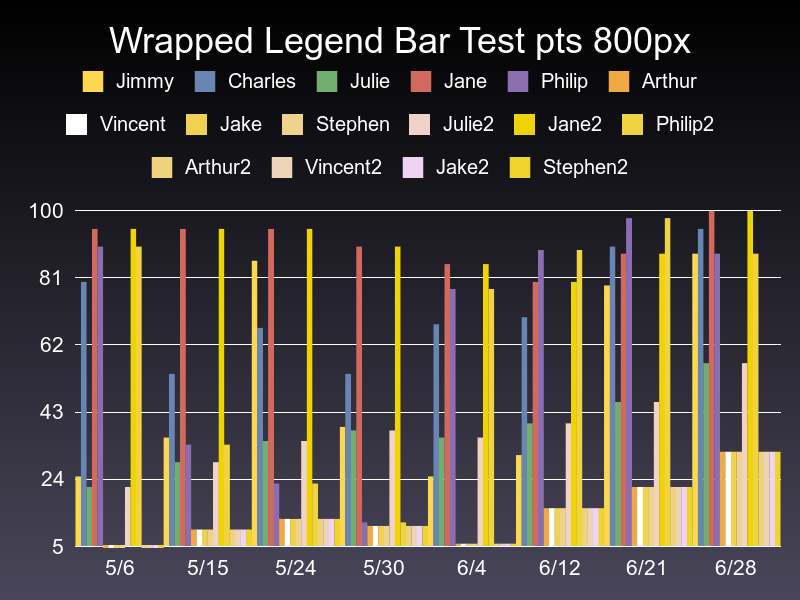 Wrapped Legend Bar Test pts 800px
Jimmy Charles Julie Jane Philip Arthur
Vincent Jake Stephen Julie2 Jane2 Philip2
Arthur2 Vincent2 Jake2 Stephen2
100
81
62
43
24
5
5/6 5/15 5/24 5/30 6/4 6/12 6/21 6/28